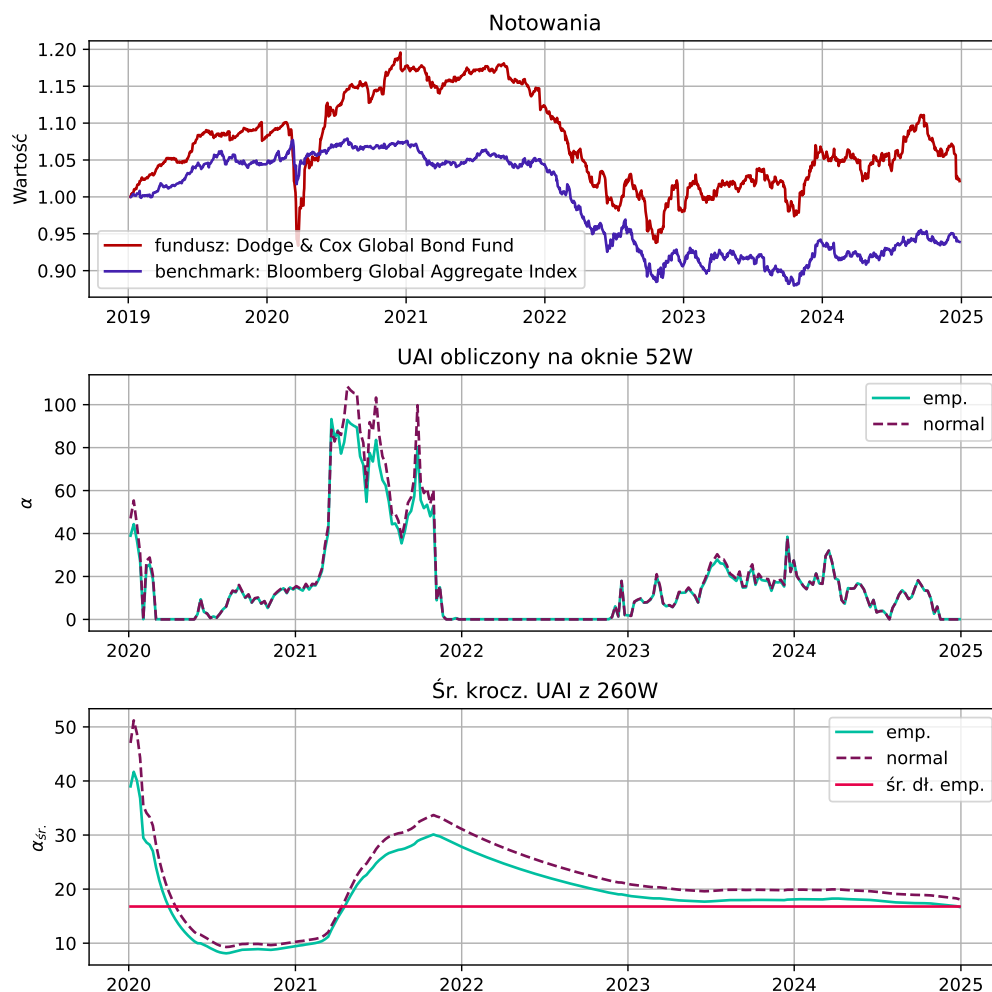 Notowania
Wartość
1.20
1.15
1.10
1.05
1.00
0.95
0.90
fundusz: Dodge & Cox Global Bond Fund
benchmark: Bloomberg Global Aggregate Index
2019 2020 2021 2022 2023 2024 2025
UAI obliczony na oknie 52W
α
100
80
60
40
20
0
emp.
normal
2020 2021 2022 2023 2024 2025
Śr. krocz. UAI z 260W
αśr.
50
40
30
20
10
emp.
normal
śr. dł. emp.
2020 2021 2022 2023 2024 2025